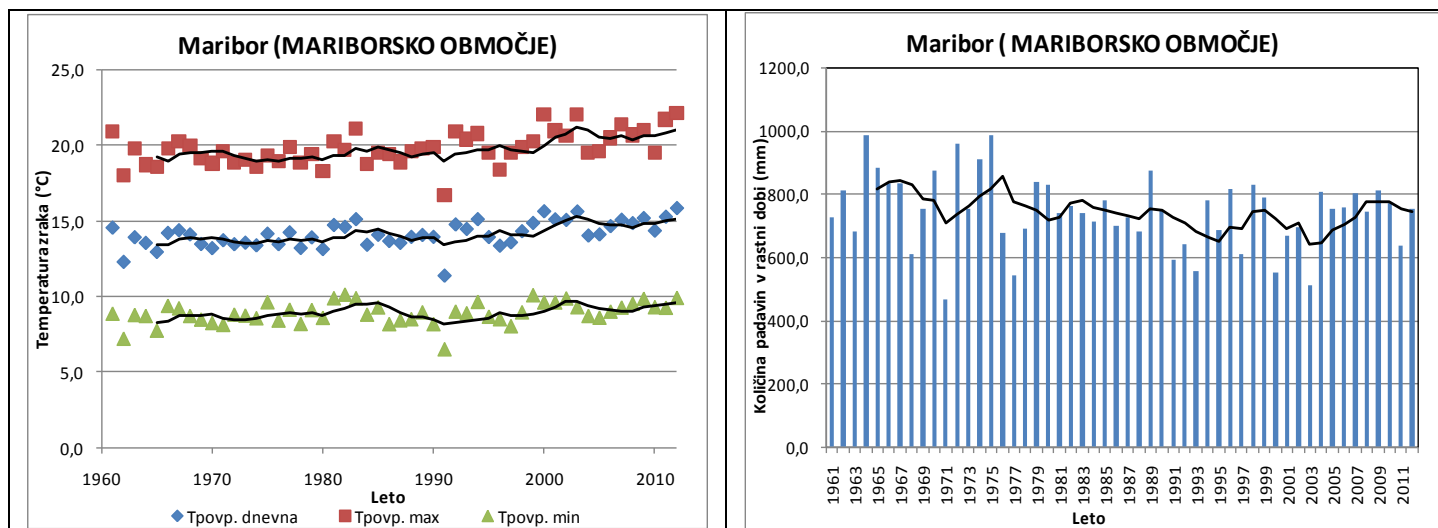 Maribor (MARIBORSKO OBMOČJE)
25,0
20,0
15,0
10,0
5,0
0,0
Temperatura zraka (°C)
1960 1970 1980 1990 2000 2010
Leto
Tpovp. dnevna Tpovp. max Tpovp. min
Maribor ( MARIBORSKO OBMOČJE)
1200,0
1000,0
800,0
600,0
400,0
200,0
0,0
Količina padavin v rastni dobi (mm)
1961 1963 1965 1967 1969 1971 1973 1975 1977 1979 1981 1983 1985 1987 1989 1991 1993 1995 1997 1999 2001 2003 2005 2007 2009 2011
Leto